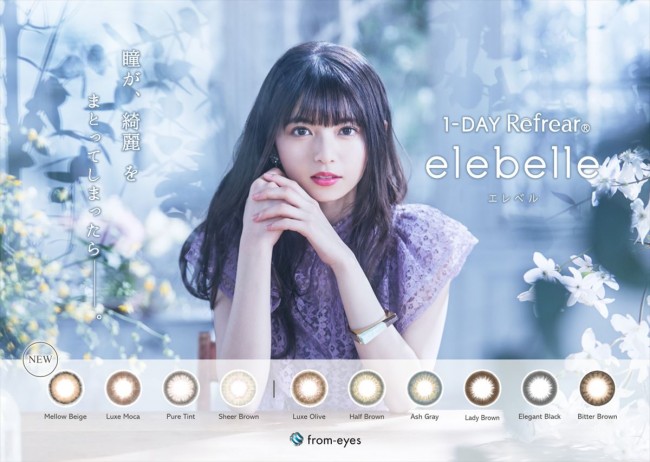 瞳が、綺麗を
まとってしまったら――。
1-DAY Refrear®
elebelle
エレベル
NEW
Mellow Beige
Luxe Moca
Pure Tint
Sheer Brown
Luxe Olive
Half Brown
Ash Gray
Lady Brown
Elegant Black
Bitter Brown
from-eyes